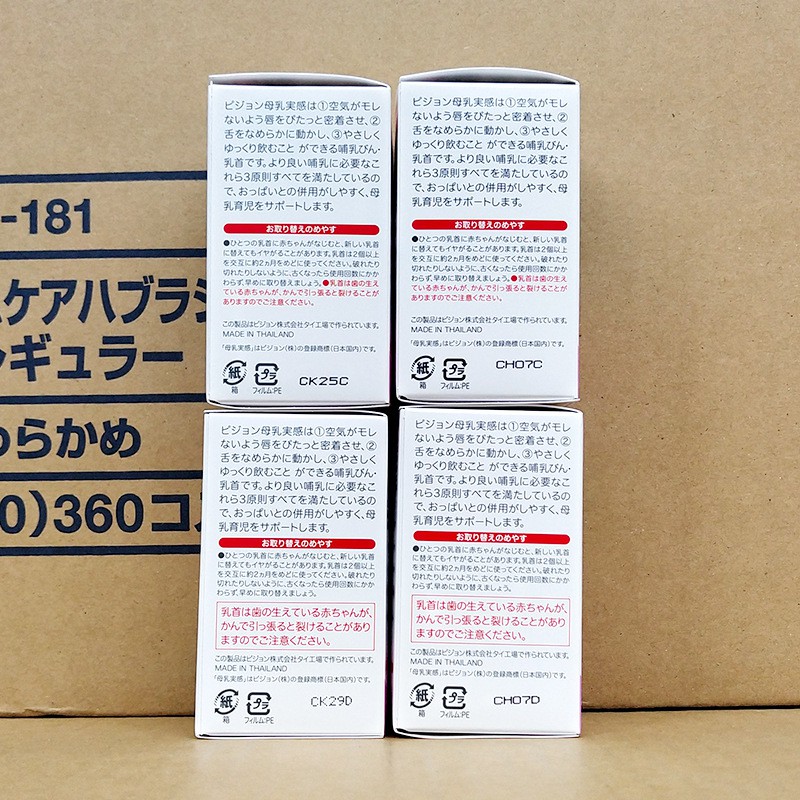 -181
ムケアハブラシ
レギュラー
わらかめ
0)360コ
ピジョン母乳実感は①空気がモレ
ないよう唇をぴたっと密着させ、②
舌をなめらかに動かし、③やさしく
ゆっくり飲むこと ができる哺乳びん・
乳首です。より良い哺乳に必要なこ
れら3原則すべてを満たしているの
で、おっぱいとの併用がしやすく、母
乳育児をサポートします。
お取り替えのめやす
●ひとつの乳首に赤ちゃんがなじむと、新しい乳首
に替えてもイヤがることがあります。乳首は2個以上
を交互に約2ヵ月をめどに使ってください。破れたり
切れたりしないように、古くなったら使用回数にかか
わらず、早めに取り替えましょう。●乳首は歯の生え
ている赤ちゃんが、かんで引っ張ると裂けることが
ありますのでご注意ください。
この製品はピジョン株式会社タイ工場で作られています。
MADE IN THAILAND
「母乳実感」はピジョン(株)の登録商標(日本国内)です。
紙
箱
プラ
フィルム:PE
CK25C
ピジョン母乳実感は①空気がモレ
ないよう唇をぴたっと密着させ、②
舌をなめらかに動かし、③やさしく
ゆっくり飲むこと ができる哺乳びん・
乳首です。より良い哺乳に必要なこ
れら3原則すべてを満たしているの
で、おっぱいとの併用がしやすく、母
乳育児をサポートします。
お取り替えのめやす
●ひとつの乳首に赤ちゃんがなじむと、新しい乳首
に替えてもイヤがることがあります。乳首は2個以上
を交互に約2ヵ月をめどに使ってください。破れたり
切れたりしないように、古くなったら使用回数にかか
わらず、早めに取り替えましょう。●乳首は歯の生え
ている赤ちゃんが、かんで引っ張ると裂けることが
ありますのでご注意ください。
この製品はピジョン株式会社タイ工場で作られています。
MADE IN THAILAND
「母乳実感」はピジョン(株)の登録商標(日本国内)です。
紙
箱
プラ
フィルム:PE
CH07C
ピジョン母乳実感は①空気がモレ
ないよう唇をぴたっと密着させ、②
舌をなめらかに動かし、③やさしく
ゆっくり飲むこと ができる哺乳びん・
乳首です。より良い哺乳に必要なこ
れら3原則すべてを満たしているの
で、おっぱいとの併用がしやすく、母
乳育児をサポートします。
お取り替えのめやす
●ひとつの乳首に赤ちゃんがなじむと、新しい乳首
に替えてもイヤがることがあります。乳首は2個以上
を交互に約2ヵ月をめどに使ってください。破れたり
切れたりしないように、古くなったら使用回数にかか
わらず、早めに取り替えましょう。
乳首は歯の生えている赤ちゃんが、
かんで引っ張ると裂けることがあり
ますのでご注意ください。
この製品はピジョン株式会社タイ工場で作られています。
MADE IN THAILAND
「母乳実感」はピジョン(株)の登録商標(日本国内)です。
紙
箱
プラ
フィルム:PE
CK29D
ピジョン母乳実感は①空気がモレ
ないよう唇をぴたっと密着させ、②
舌をなめらかに動かし、③やさしく
ゆっくり飲むこと ができる哺乳びん・
乳首です。より良い哺乳に必要なこ
れら3原則すべてを満たしているの
で、おっぱいとの併用がしやすく、母
乳育児をサポートします。
お取り替えのめやす
●ひとつの乳首に赤ちゃんがなじむと、新しい乳首
に替えてもイヤがることがあります。乳首は2個以上
を交互に約2ヵ月をめどに使ってください。破れたり
切れたりしないように、古くなったら使用回数にかか
わらず、早めに取り替えましょう。
乳首は歯の生えている赤ちゃんが、
かんで引っ張ると裂けることがあり
ますのでご注意ください。
この製品はピジョン株式会社タイ工場で作られています。
MADE IN THAILAND
「母乳実感」はピジョン(株)の登録商標(日本国内)です。
紙
箱
プラ
フィルム:PE
CH07D